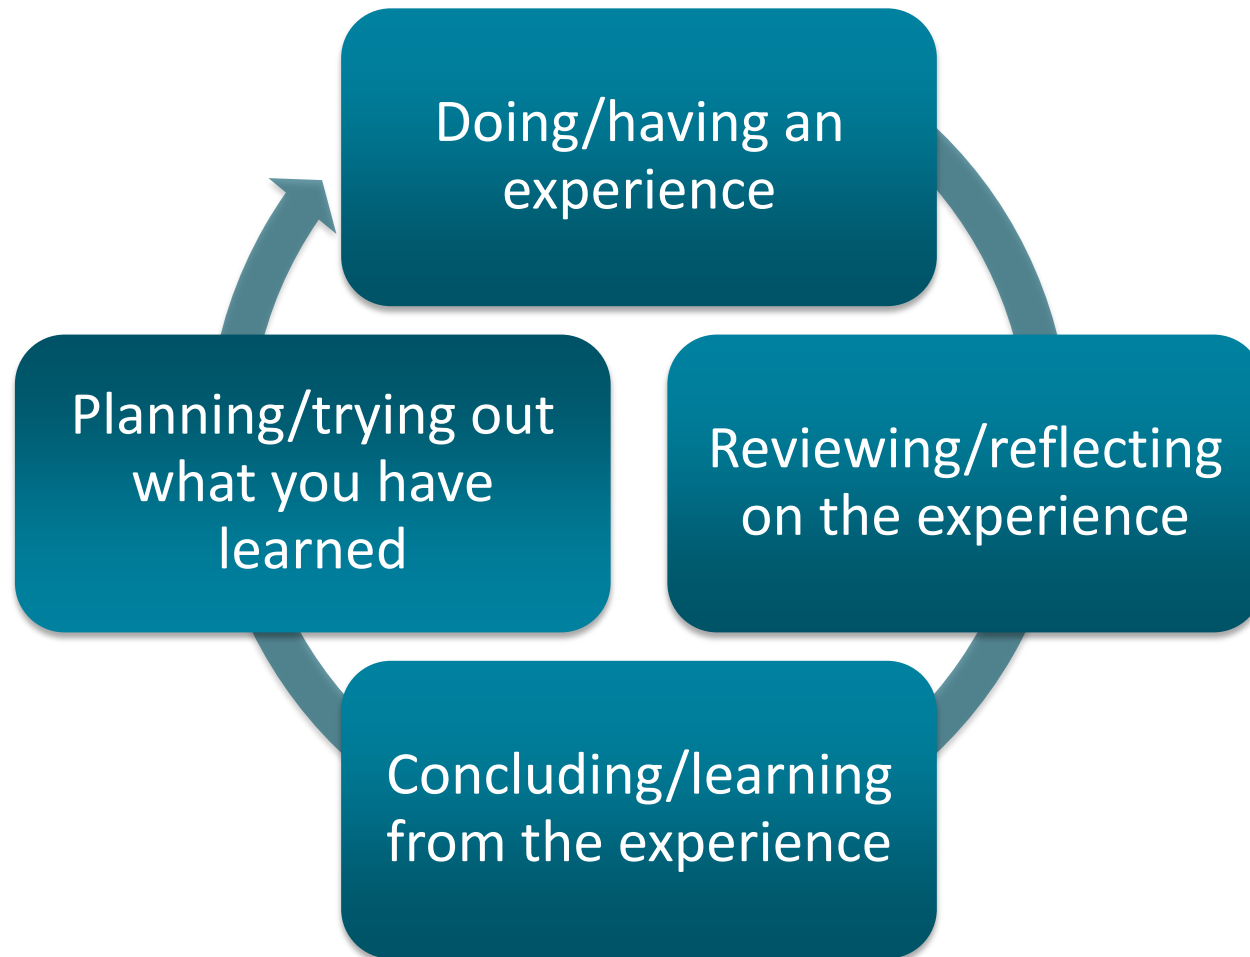 Doing/having an
experience
Reviewing/reflecting
on the experience
Concluding/learning
from the experience
Planning/trying out
what you have
learned